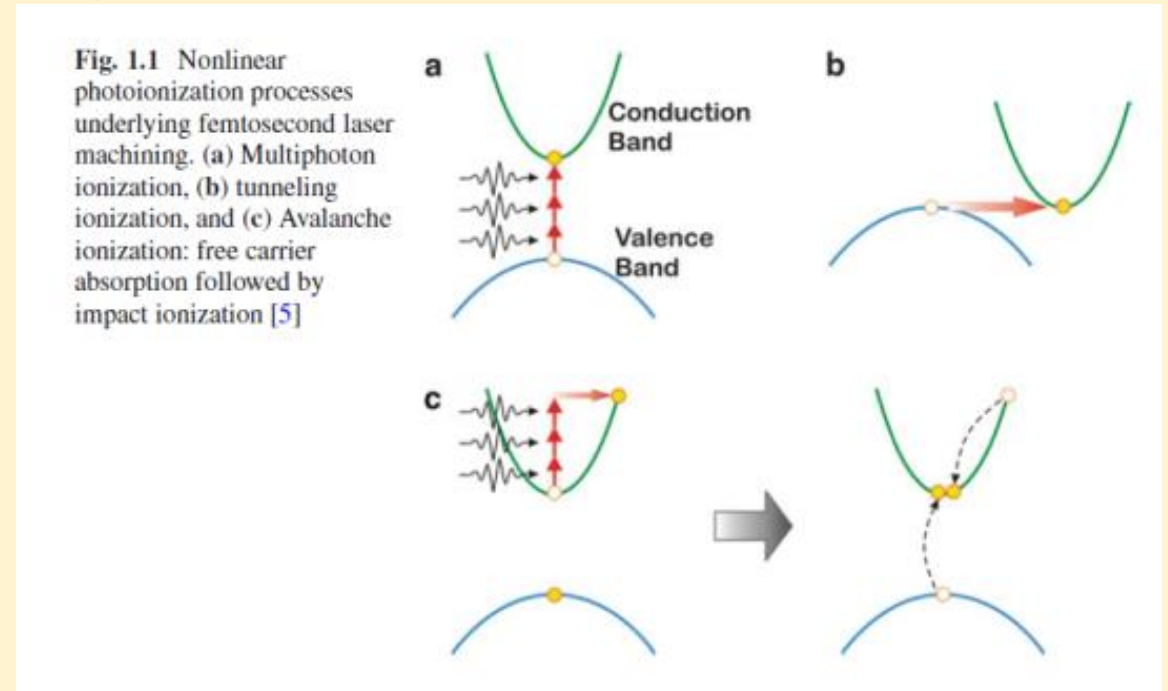 Fig. 1.1 Nonlinear
photoionization processes
underlying femtosecond laser
machining. (a) Multiphoton
ionization, (b) tunneling
ionization, and (c) Avalanche
ionization: free carrier
absorption followed by
impact ionization [5]
a
Conduction
Band
Valence
Band
b
c